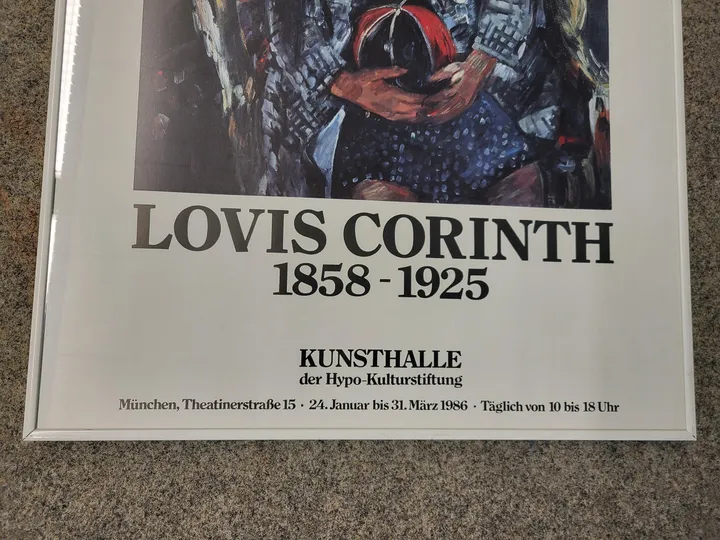 LOVIS CORINTH
1858 - 1925
KUNSTHALLE
der Hypo-Kulturstiftung
München, Theatinerstraße 15 · 24. Januar bis 31. März 1986 · Täglich von 10 bis 18 Uhr